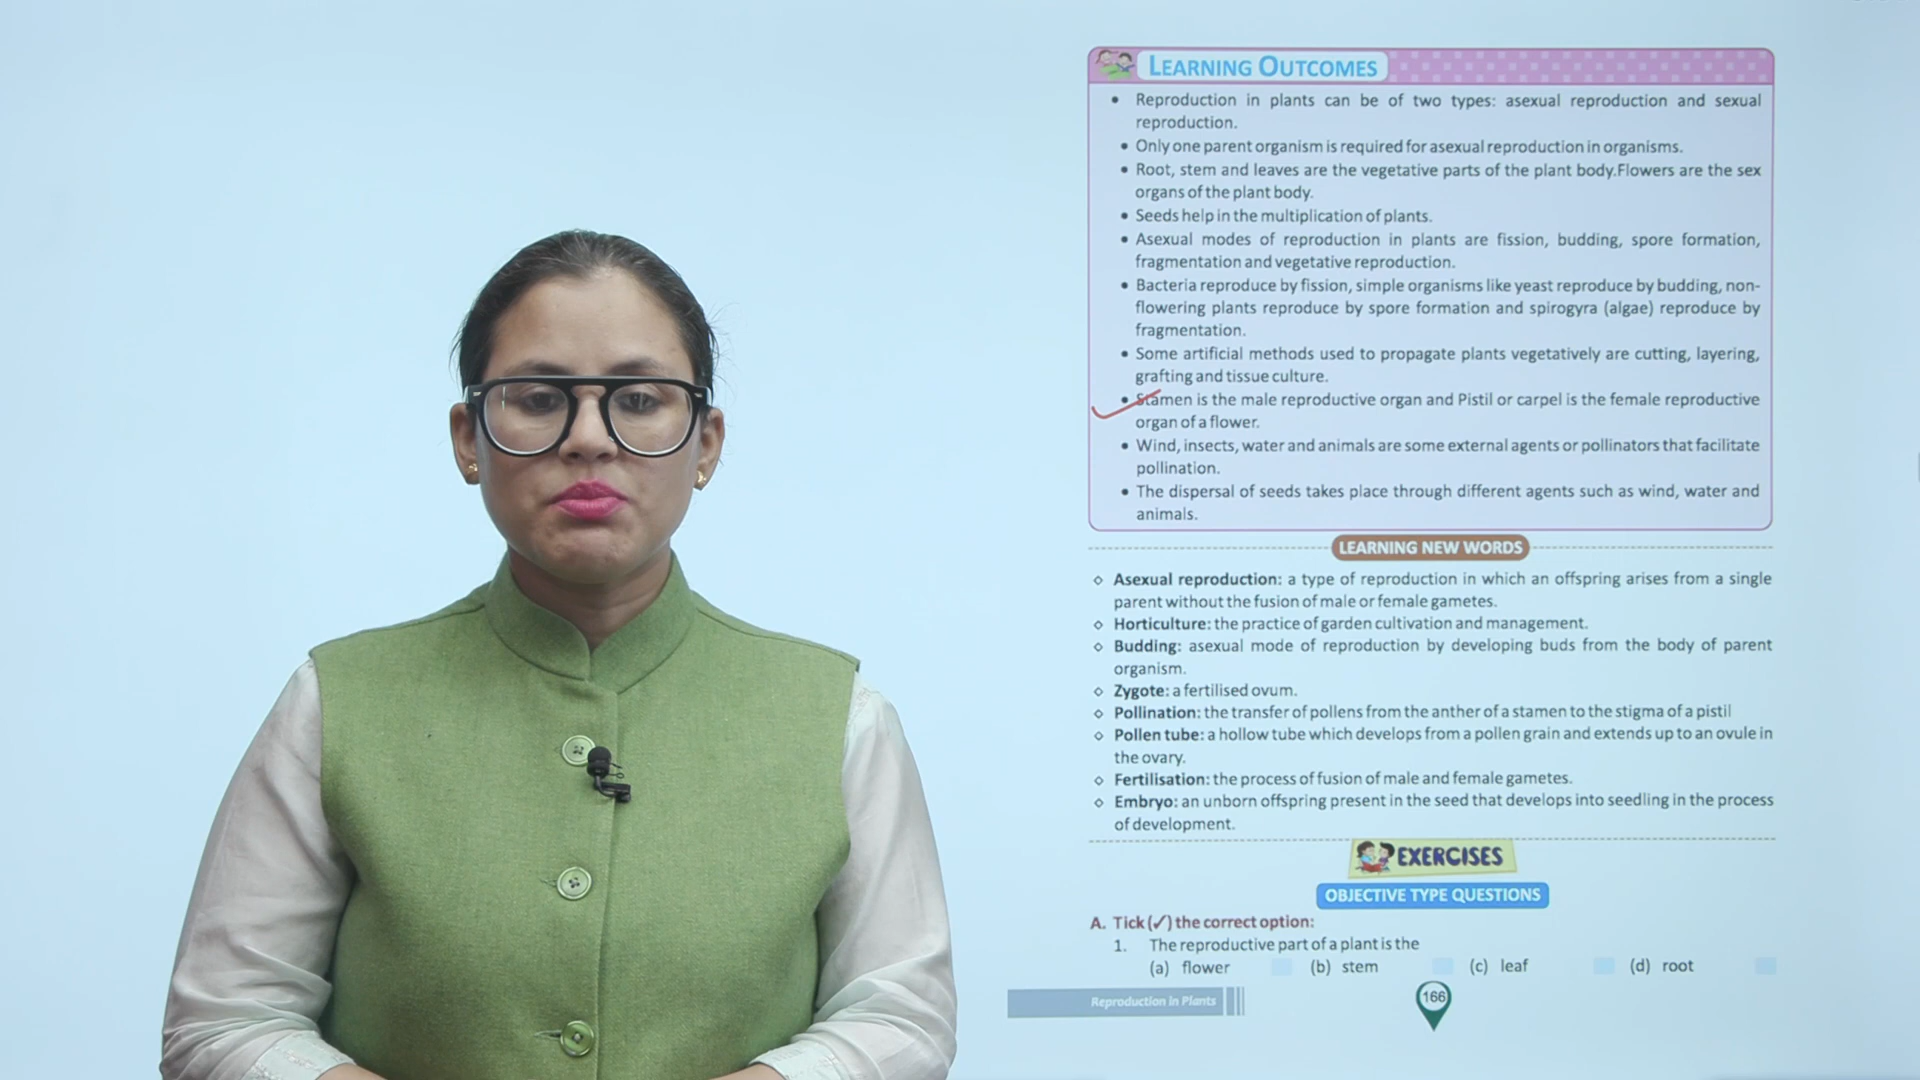 LEARNING OUTCOMES
• Reproduction in plants can be of two types: asexual reproduction and sexual
reproduction.
• Only one parent organism is required for asexual reproduction in organisms.
• Root, stem and leaves are the vegetative parts of the plant body.Flowers are the sex
organs of the plant body.
• Seeds help in the multiplication of plants.
• Asexual modes of reproduction in plants are fission, budding, spore formation,
fragmentation and vegetative reproduction.
• Bacteria reproduce by fission, simple organisms like yeast reproduce by budding, non-
flowering plants reproduce by spore formation and spirogyra (algae) reproduce by
fragmentation.
• Some artificial methods used to propagate plants vegetatively are cutting, layering,
grafting and tissue culture.
• Stamen is the male reproductive organ and Pistil or carpel is the female reproductive
organ of a flower.
• Wind, insects, water and animals are some external agents or pollinators that facilitate
pollination.
• The dispersal of seeds takes place through different agents such as wind, water and
animals.
LEARNING NEW WORDS
◇ Asexual reproduction: a type of reproduction in which an offspring arises from a single
parent without the fusion of male or female gametes.
◇ Horticulture: the practice of garden cultivation and management.
◇ Budding: asexual mode of reproduction by developing buds from the body of parent
organism.
◇ Zygote: a fertilised ovum.
◇ Pollination: the transfer of pollens from the anther of a stamen to the stigma of a pistil
◇ Pollen tube: a hollow tube which develops from a pollen grain and extends up to an ovule in
the ovary.
◇ Fertilisation: the process of fusion of male and female gametes.
◇ Embryo: an unborn offspring present in the seed that develops into seedling in the process
of development.
EXERCISES
OBJECTIVE TYPE QUESTIONS
A. Tick (✓) the correct option:
1. The reproductive part of a plant is the
(a) flower (b) stem (c) leaf (d) root
Reproduction in Plants
166